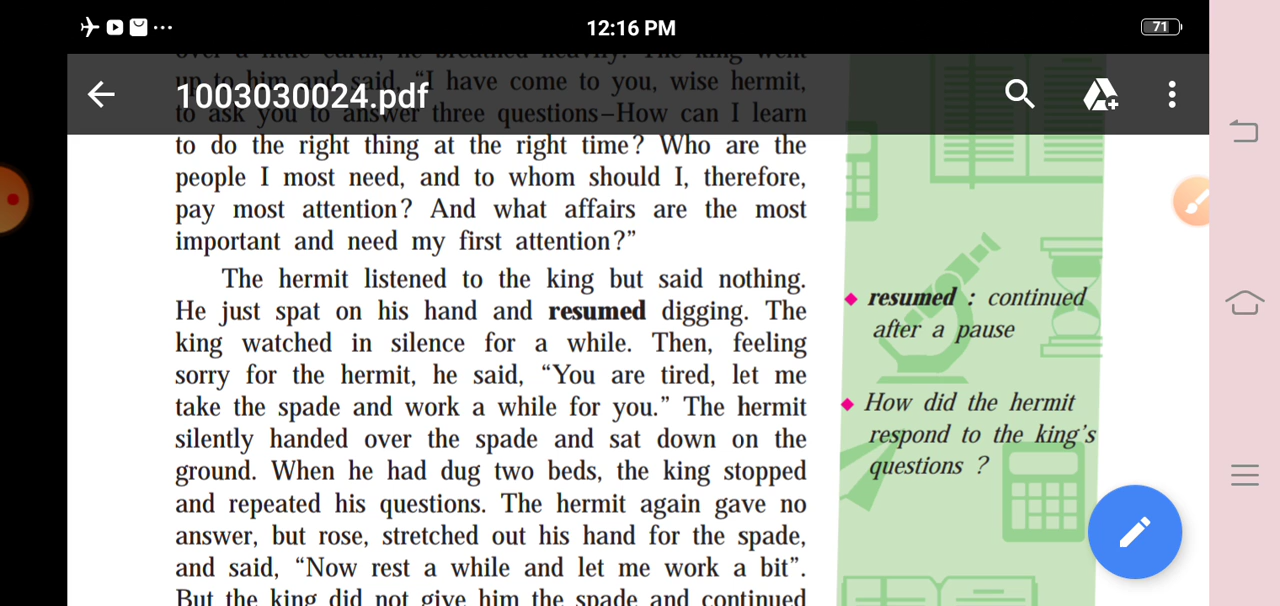 12:16 PM
71
1003030024.pdf
up to him and said, “I have come to you, wise hermit,
to ask you to answer three questions–How can I learn
to do the right thing at the right time? Who are the
people I most need, and to whom should I, therefore,
pay most attention? And what affairs are the most
important and need my first attention?”
The hermit listened to the king but said nothing.
He just spat on his hand and resumed digging. The
king watched in silence for a while. Then, feeling
sorry for the hermit, he said, “You are tired, let me
take the spade and work a while for you.” The hermit
silently handed over the spade and sat down on the
ground. When he had dug two beds, the king stopped
and repeated his questions. The hermit again gave no
answer, but rose, stretched out his hand for the spade,
and said, “Now rest a while and let me work a bit”.
But the king did not give him the spade and continued
resumed : continued
after a pause
How did the hermit
respond to the king’s
questions ?